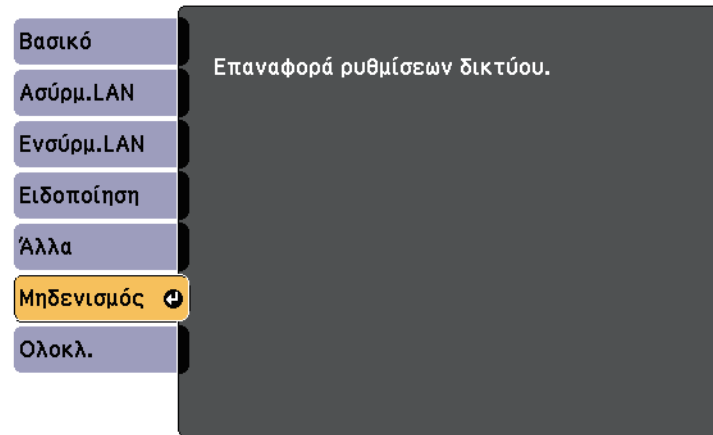 Βασικό
Ασύρμ.LAN
Ενσύρμ.LAN
Ειδοποίηση
Άλλα
Μηδενισμός
Ολοκλ.
Επαναφορά ρυθμίσεων δικτύου.